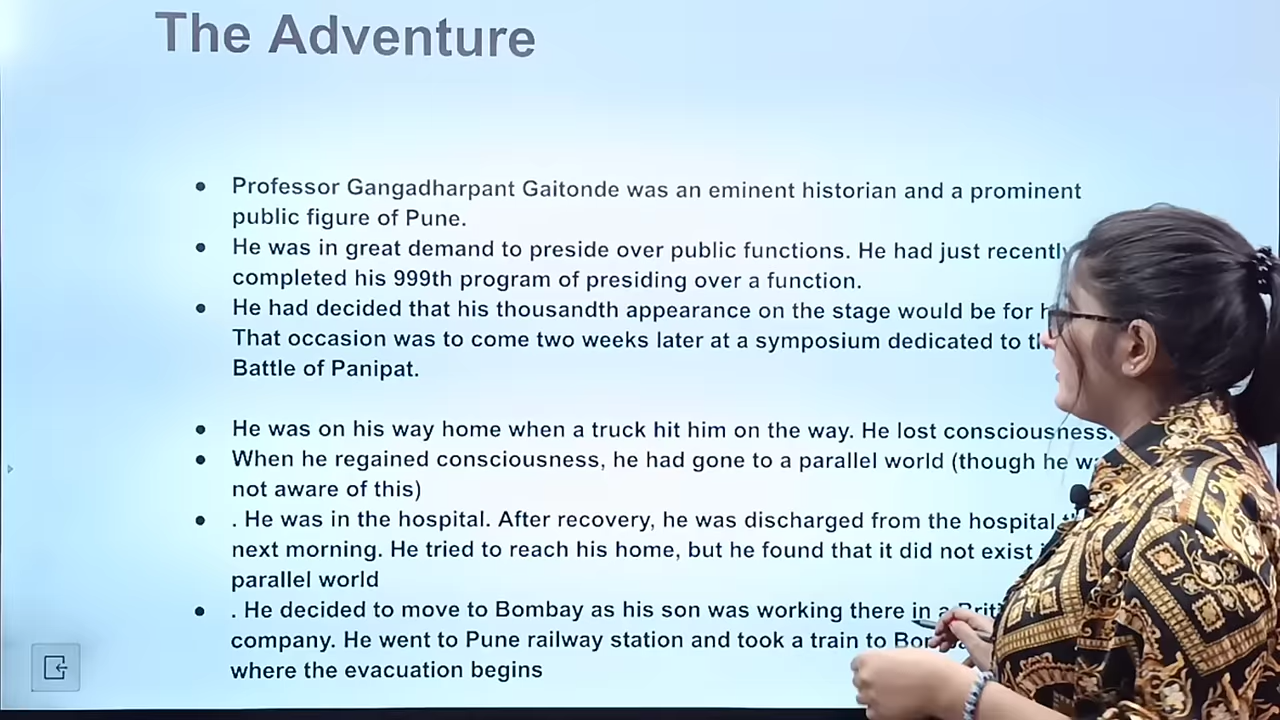 The Adventure
Professor Gangadharpant Gaitonde was an eminent historian and a prominent
public figure of Pune.
He was in great demand to preside over public functions. He had just recently
completed his 999th program of presiding over a function.
He had decided that his thousandth appearance on the stage would be for
That occasion was to come two weeks later at a symposium dedicated to
Battle of Panipat.
He was on his way home when a truck hit him on the way. He lost consciousness.
When he regained consciousness, he had gone to a parallel world (though he
not aware of this)
. He was in the hospital. After recovery, he was discharged from the hospital
next morning. He tried to reach his home, but he found that it did not exist
parallel world
. He decided to move to Bombay as his son was working there in a
company. He went to Pune railway station and took a train to
where the evacuation begins